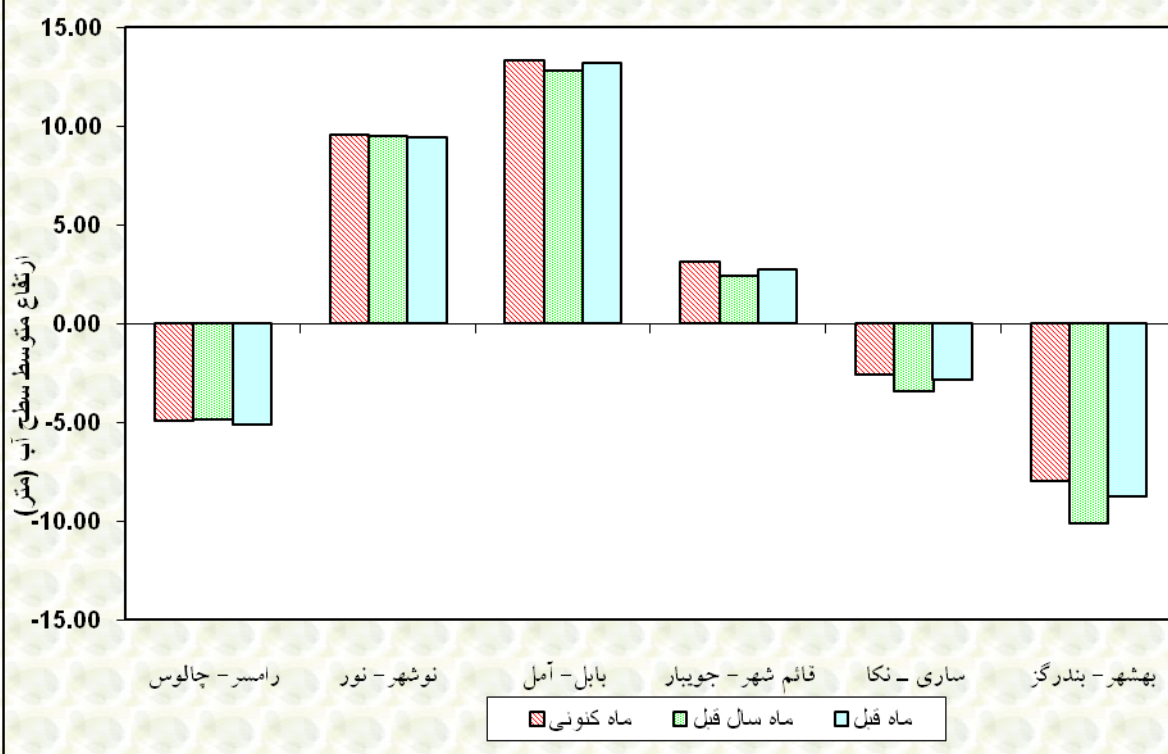 15.00
10.00
5.00
0.00
-5.00
-10.00
-15.00
ارتفاع متوسط سطح آب (متر)
رامسر - چالوس
نوشهر - نور
بابل - آمل
قائم شهر - جویبار
ساری – نکا
بهشهر - بندرگز
ماه کنونی
ماه سال قبل
ماه قبل